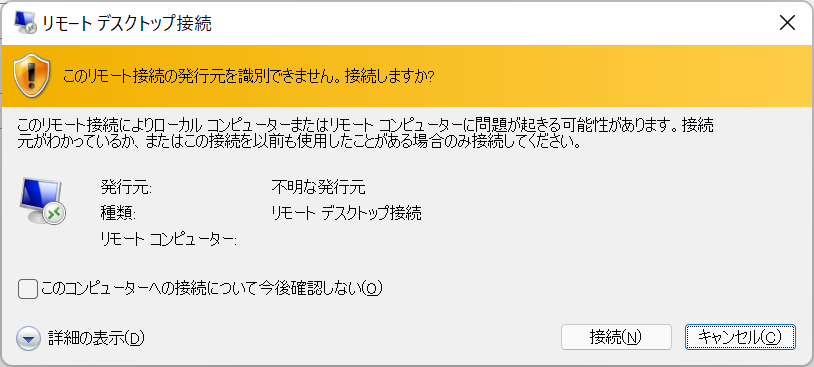 リモート デスクトップ接続
このリモート接続の発行元を識別できません。接続しますか?
このリモート接続によりローカル コンピューターまたはリモート コンピューターに問題が起きる可能性があります。接続
元がわかっているか、またはこの接続を以前も使用したことがある場合のみ接続してください。
発行元: 不明な発行元
種類: リモート デスクトップ接続
リモート コンピューター:
このコンピューターへの接続について今後確認しない(O)
詳細の表示(D) 接続(N) キャンセル(C)